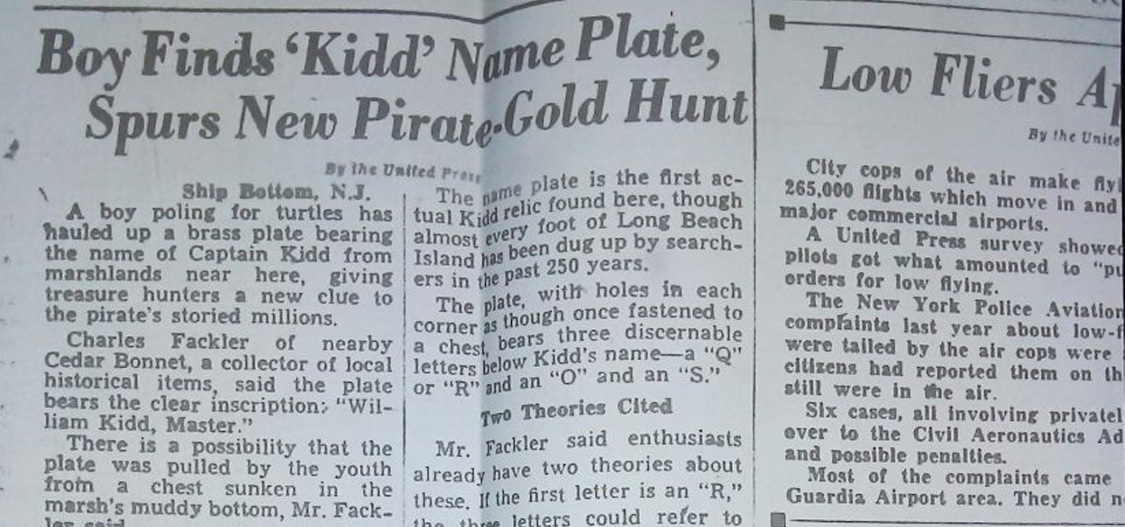 Boy Finds ‘Kidd’ Name Plate,
Spurs New Pirate-Gold Hunt
By the United Press
Ship Bottom, N.J.
A boy poling for turtles has
hauled up a brass plate bearing
the name of Captain Kidd from
marshlands near here, giving
treasure hunters a new clue to
the pirate's storied millions.
Charles Fackler of nearby
Cedar Bonnet, a collector of local
historical items, said the plate
bears the clear inscription: “Wil-
liam Kidd, Master.”
There is a possibility that the
plate was pulled by the youth
from a chest sunken in the
marsh's muddy bottom, Mr. Fack-
ler said
The name plate is the first ac-
tual Kidd relic found here, though
almost every foot of Long Beach
Island has been dug up by search-
ers in the past 250 years.
The plate, with holes in each
corner as though once fastened to
a chest, bears three discernable
letters below Kidd's name—a “Q”
or “R” and an “O” and an “S.”
Two Theories Cited
Mr. Fackler said enthusiasts
already have two theories about
these. If the first letter is an “R,”
the three letters could refer to
Low Fliers
By the Unite
City cops of the air make
265,000 flights which move in and
major commercial airports.
A United Press survey showe
pilots got what amounted to
orders for low flying.
The New York Police Aviation
complaints last year about
were tailed by the air cops were
citizens had reported them on
still were in the air.
Six cases, all involving privatel
over to the Civil Aeronautics Ad
and possible penalties.
Most of the complaints came
Guardia Airport area. They did